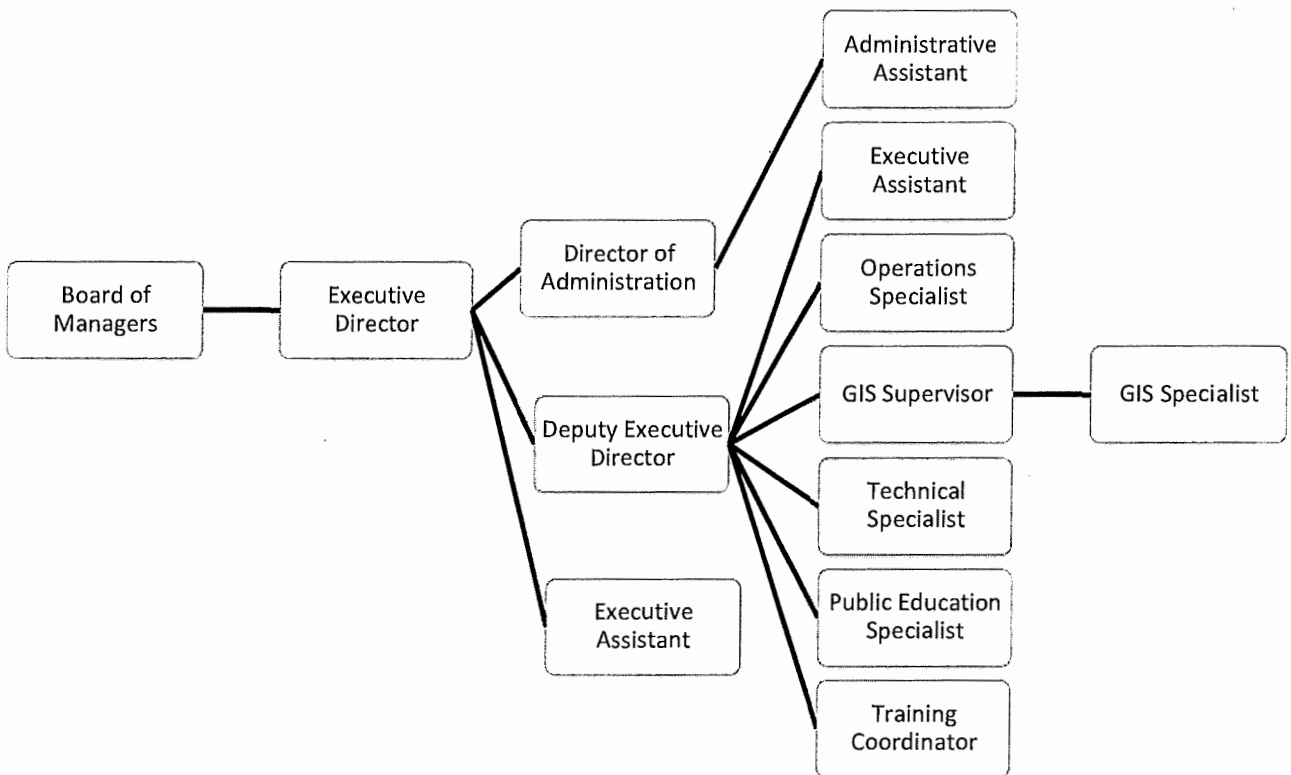 Board of
Managers
Executive
Director
Director of
Administration
Deputy Executive
Director
Executive
Assistant
Administrative
Assistant
Executive
Assistant
Operations
Specialist
GIS Supervisor
Technical
Specialist
Public Education
Specialist
Training
Coordinator
GIS Specialist